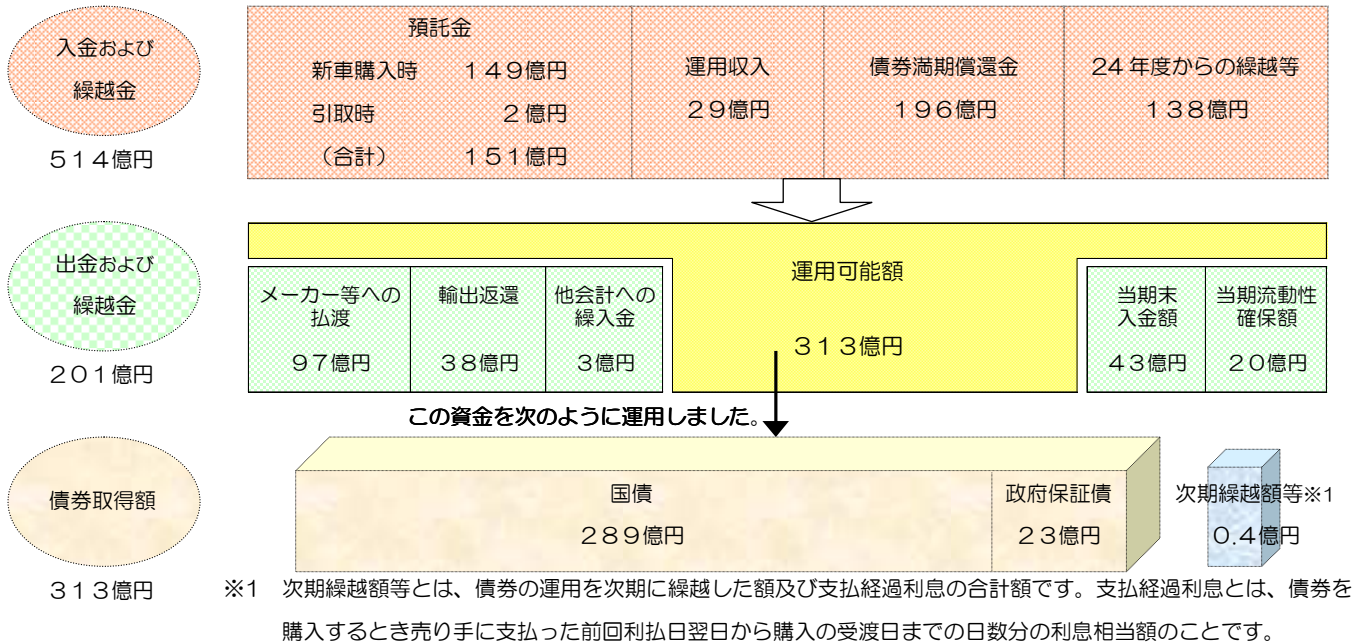 入金および
繰越金
514億円
預託金
新車購入時 149億円
引取時 2億円
(合計) 151億円
運用収入
29億円
債券満期償還金
196億円
24年度からの繰越等
138億円
出金および
繰越金
201億円
メーカー等への
払渡
97億円
輸出返還
38億円
他会計への
繰入金
3億円
運用可能額
313億円
当期末
入金額
43億円
当期流動性
確保額
20億円
この資金を次のように運用しました。
債券取得額
313億円
国債
289億円
政府保証債
23億円
次期繰越額等※1
0.4億円
※1 次期繰越額等とは、債券の運用を次期に繰越した額及び支払経過利息の合計額です。支払経過利息とは、債券を
購入するとき売り手に支払った前回利払日翌日から購入の受渡日までの日数分の利息相当額のことです。